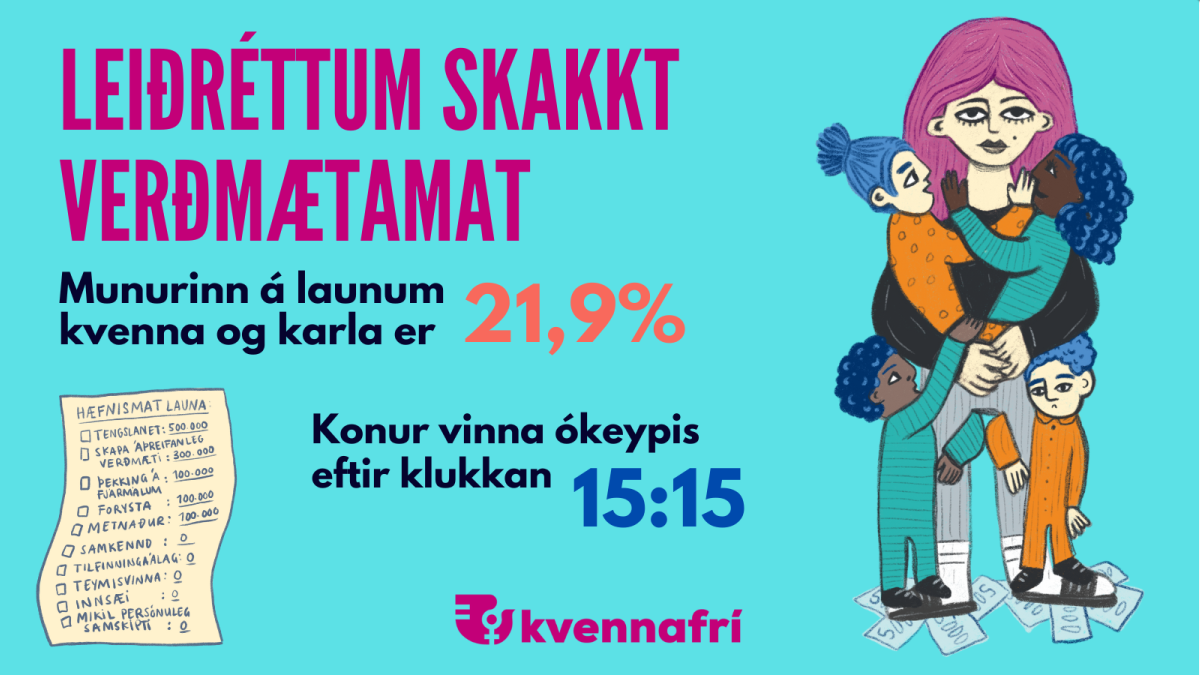 LEIÐRÉTTUM SKAKKT
VERÐMÆTAMAT
Munurinn á launum
kvenna og karla er 21,9%
Konur vinna ókeypis
eftir klukkan 15:15
HÆFNISMAT LAUNA:
TENGSLANET: 500.000
SKAPA ÁÞREIFANLEG
VERÐMÆTI: 300.000
ÞEKKING Á : 100.000
FJÁRMÁLUM
FORYSTA : 100.000
METNAÐUR: 100.000
SAMKENND : 0
TILFINNINGAÁLAG: 0
TEYMISVINNA: 0
INNSÆI : 0
MIKIL PERSÓNULEG
SAMSKIPTI : 0
kvennafrí